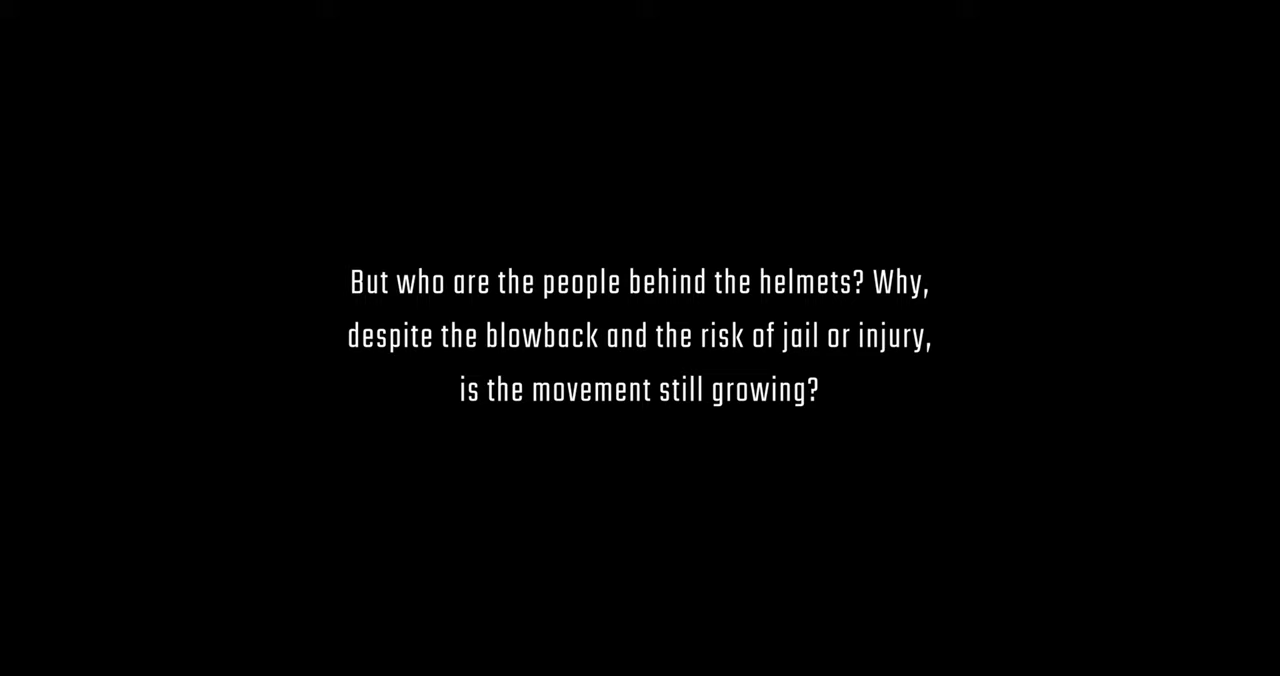 But who are the people behind the helmets? Why,
despite the blowback and the risk of jail or injury,
is the movement still growing?